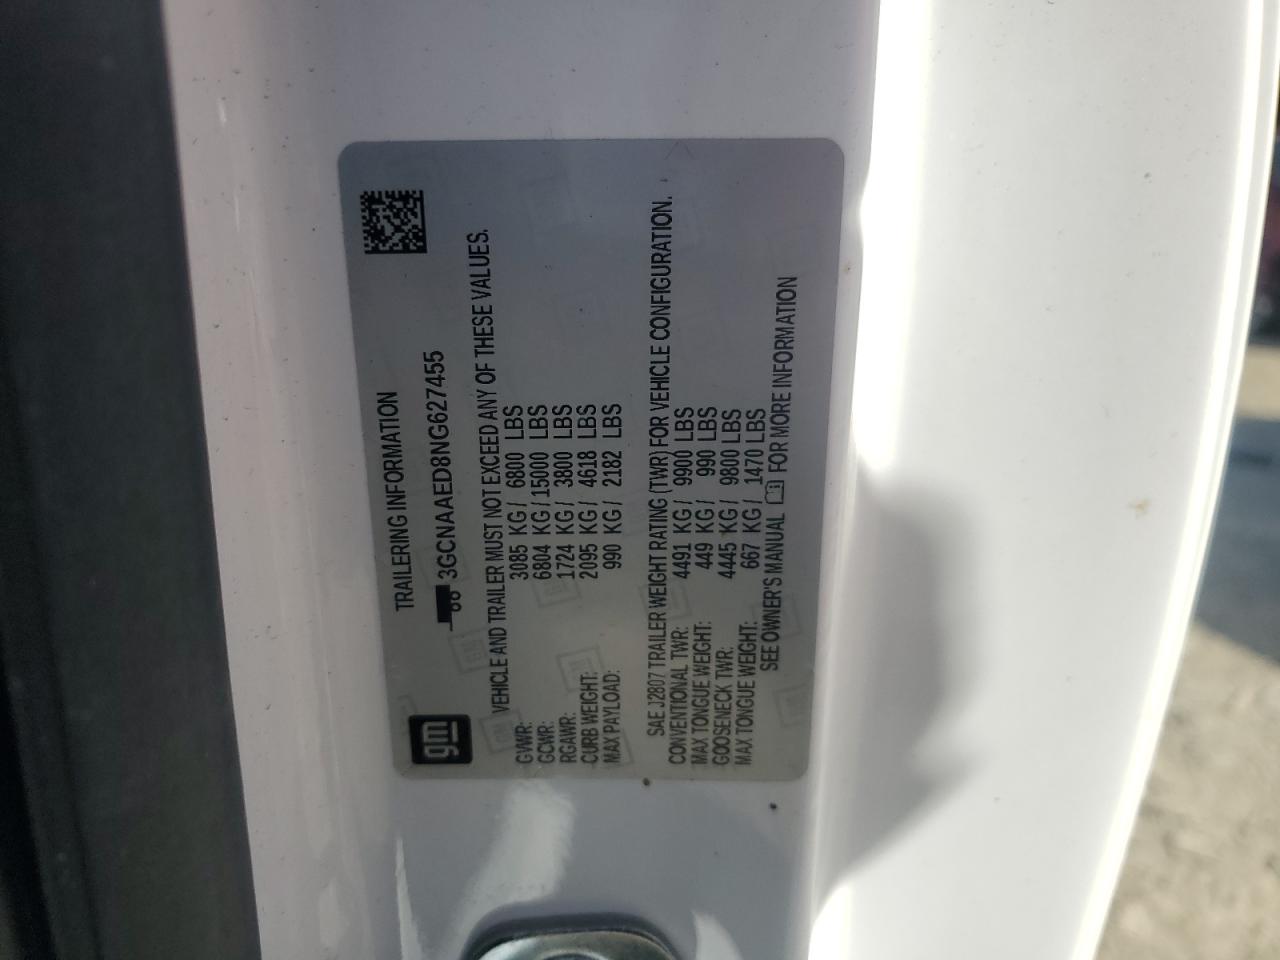 gm
TRAILERING INFORMATION
3GCNAAED8NG627455
VEHICLE AND TRAILER MUST NOT EXCEED ANY OF THESE VALUES.
GVWR: 3085 KG / 6800 LBS
GCWR: 6804 KG / 15000 LBS
RGAWR: 1724 KG / 3800 LBS
CURB WEIGHT: 2095 KG / 4618 LBS
MAX PAYLOAD: 990 KG / 2182 LBS
SAE J2807 TRAILER WEIGHT RATING (TWR) FOR VEHICLE CONFIGURATION.
CONVENTIONAL TWR: 4491 KG / 9900 LBS
MAX TONGUE WEIGHT: 449 KG / 990 LBS
GOOSENECK TWR: 4445 KG / 9800 LBS
MAX TONGUE WEIGHT: 667 KG / 1470 LBS
SEE OWNER'S MANUAL FOR MORE INFORMATION